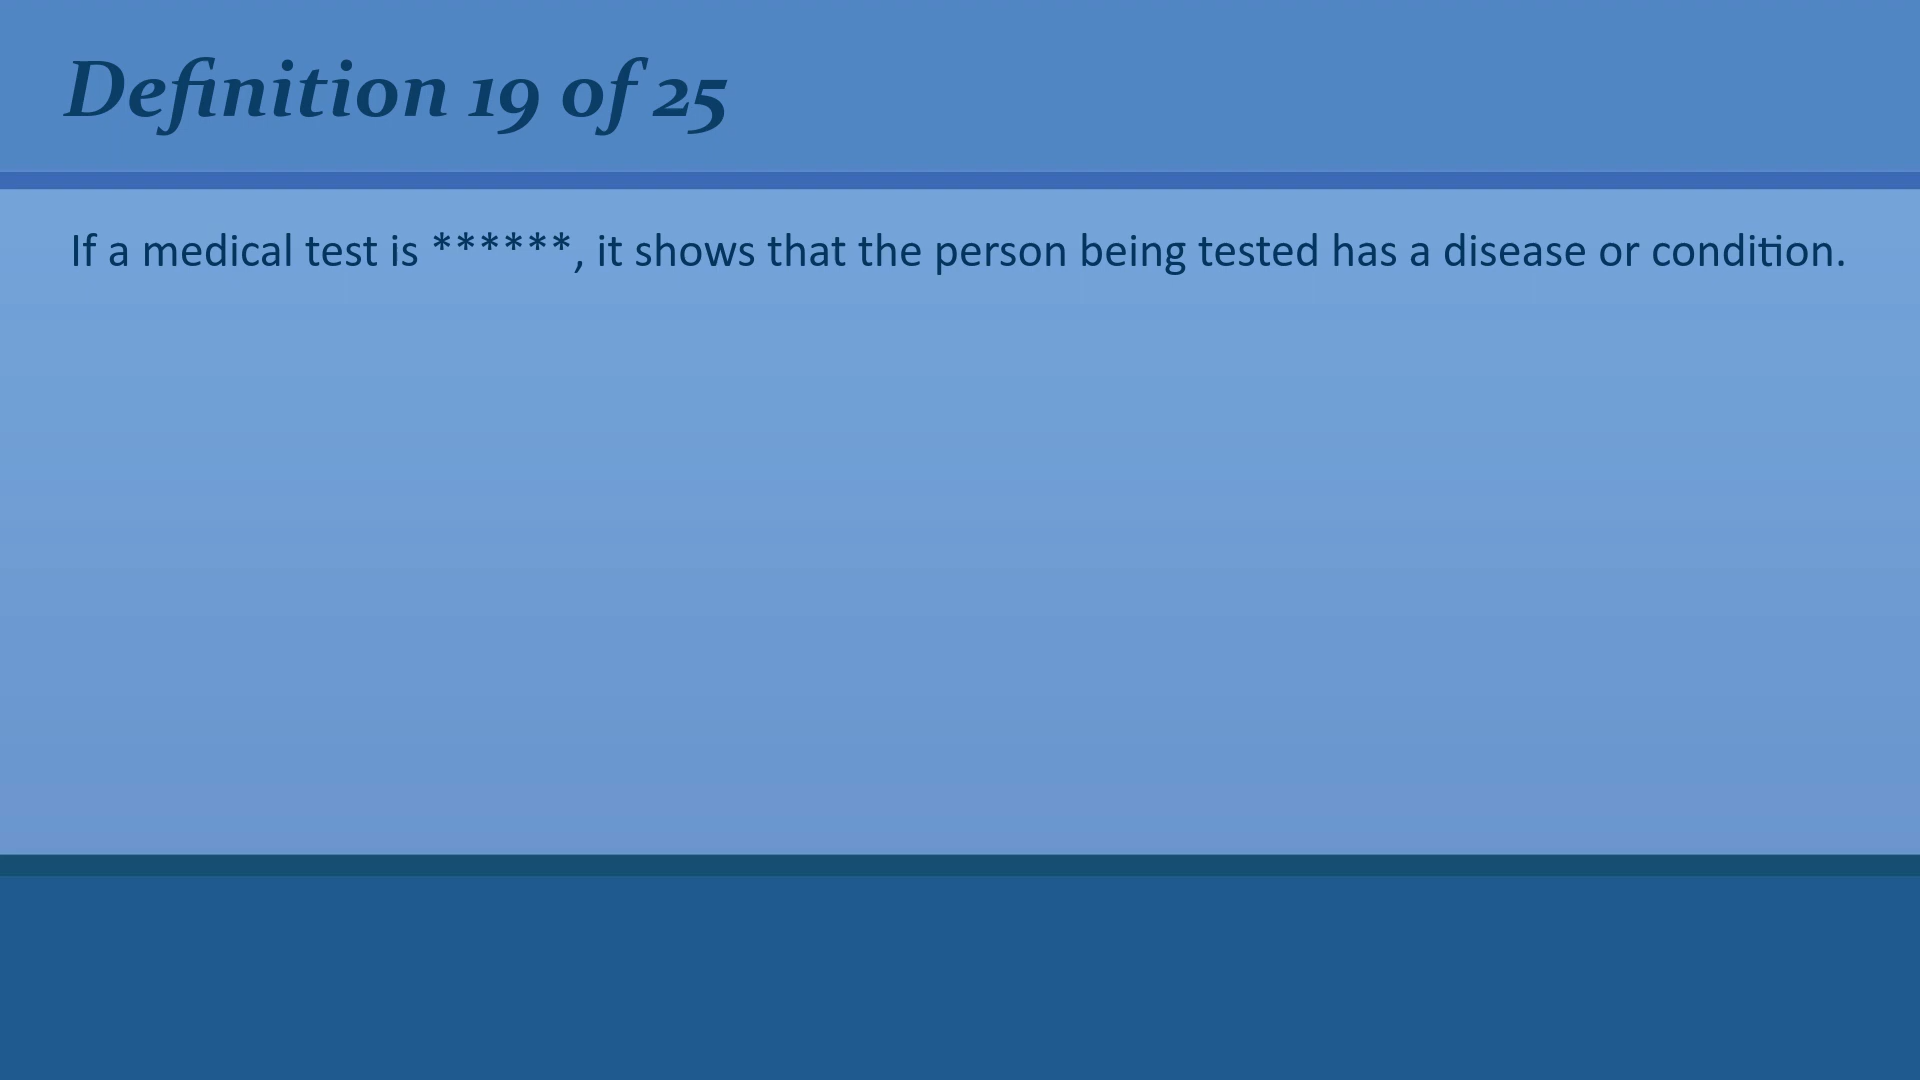 Definition 19 of 25
If a medical test is ******, it shows that the person being tested has a disease or condition.